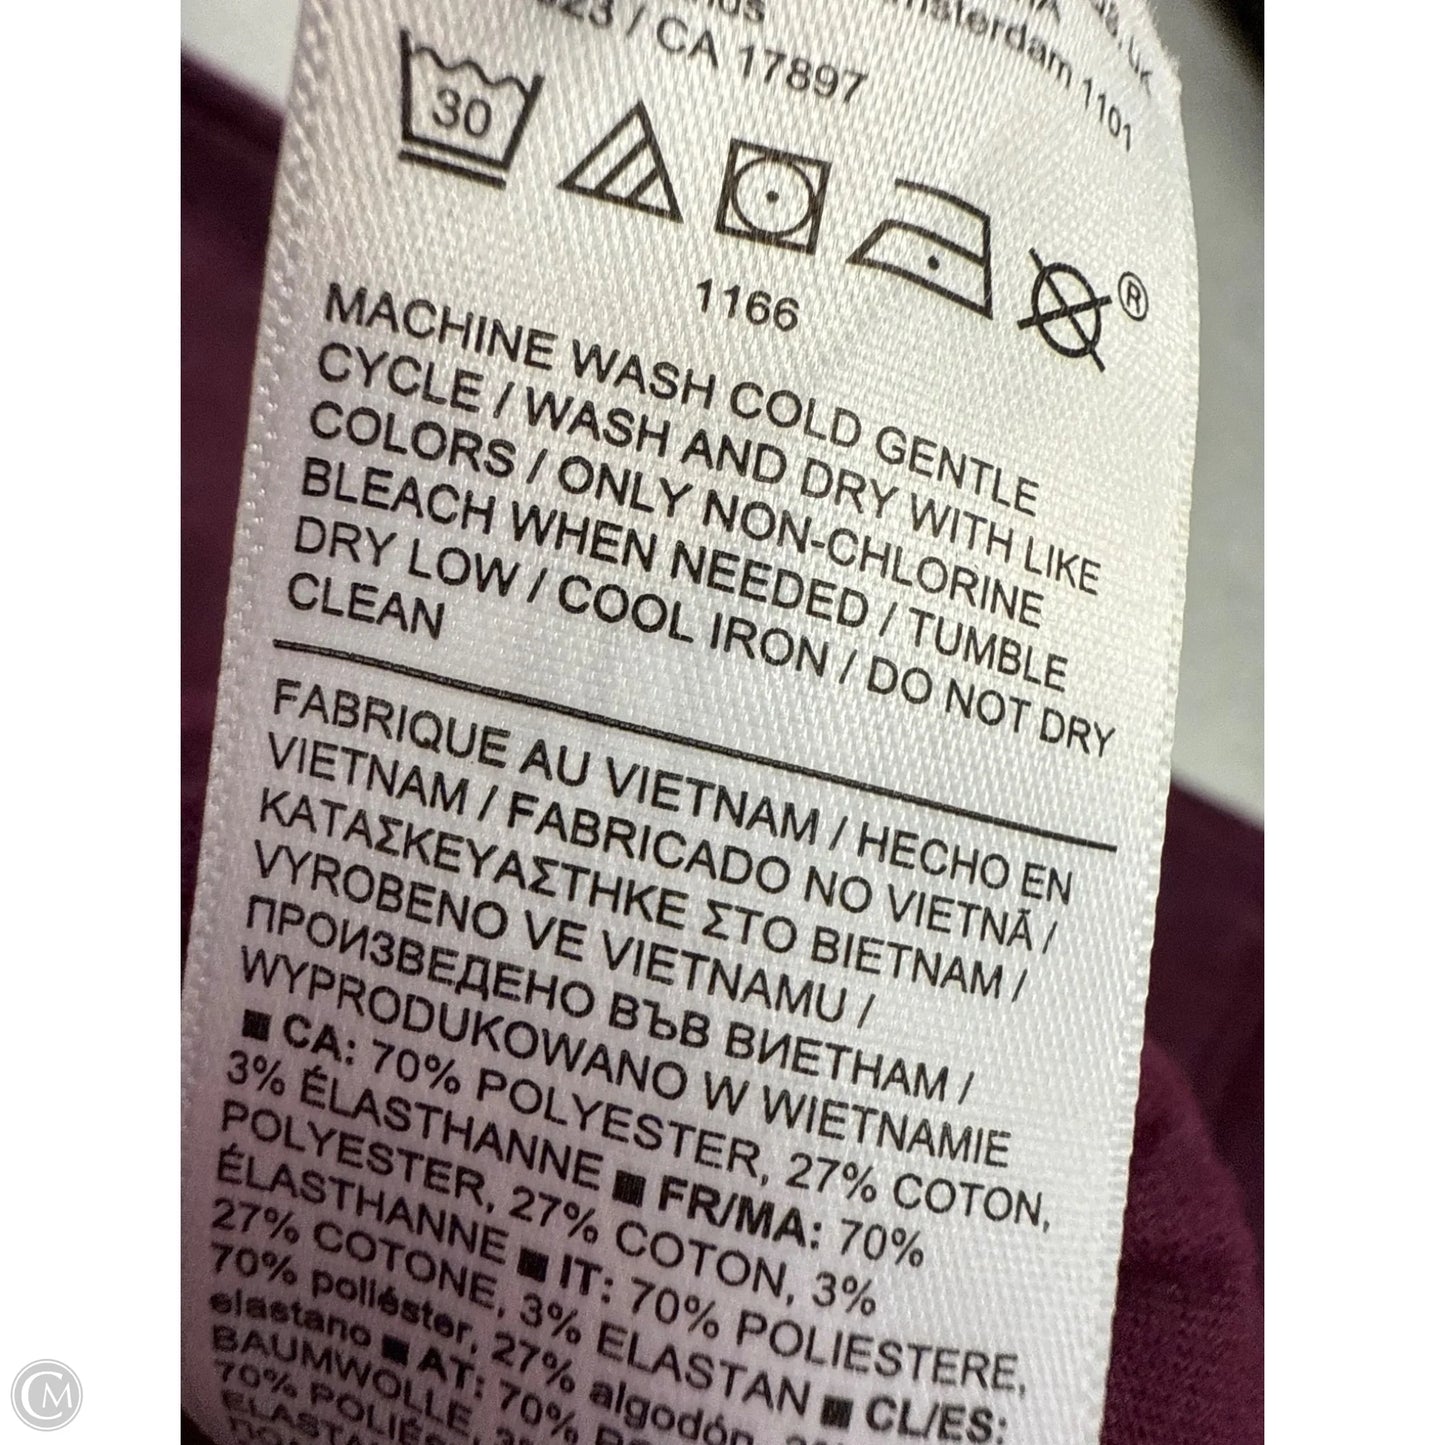 / CA 17897
Amsterdam 1101
30
1166
®
MACHINE WASH COLD GENTLE
CYCLE / WASH AND DRY WITH LIKE
COLORS / ONLY NON-CHLORINE
BLEACH WHEN NEEDED / TUMBLE
DRY LOW / COOL IRON / DO NOT DRY
CLEAN
FABRIQUE AU VIETNAM / HECHO EN
VIETNAM / FABRICADO NO VIETNÃ /
ΚΑΤΑΣΚΕΥΑΣΤΗΚΕ ΣΤΟ ΒΙΕΤΝΑΜ /
VYROBENO VE VIETNAMU /
ПРОИЗВЕДЕНО ВЪВ ВИЕТНАМ /
WYPRODUKOWANO W WIETNAMIE
■ CA: 70% POLYESTER, 27% COTON,
3% ÉLASTHANNE ■ FR/MA: 70%
POLYESTER, 27% COTON, 3%
ÉLASTHANNE ■ IT: 70% POLIESTERE,
27% COTONE, 3% ELASTAN ■ CL/ES:
70% poliéster, 27% algodón,
elastano ■ AT: 70%
BAUMWOLLE,
70%
CM